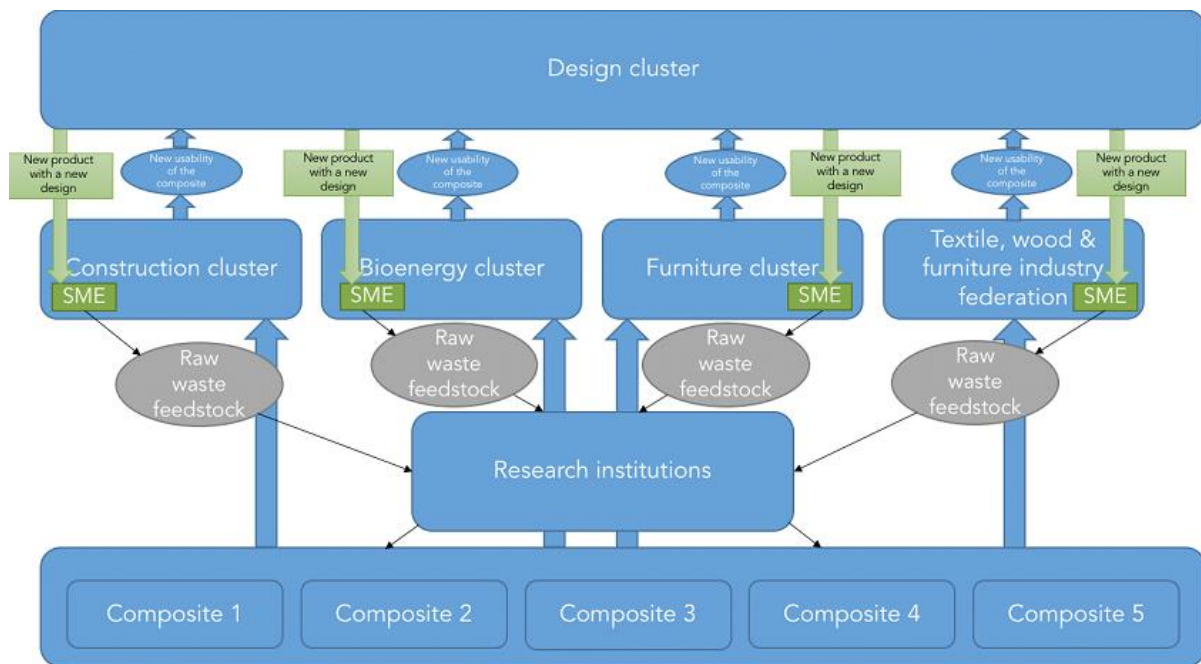 Design cluster
New product
with a new
design
New usability
of the
composite
New product
with a new
design
New usability
of the
composite
New usability
of the
composite
New product
with a new
design
New usability
of the
composite
New product
with a new
design
Construction cluster
SME
Bioenergy cluster
SME
Furniture cluster
SME
Textile, wood &
furniture industry
federation
SME
Raw
waste
feedstock
Raw
waste
feedstock
Raw
waste
feedstock
Raw
waste
feedstock
Research institutions
Composite 1
Composite 2
Composite 3
Composite 4
Composite 5